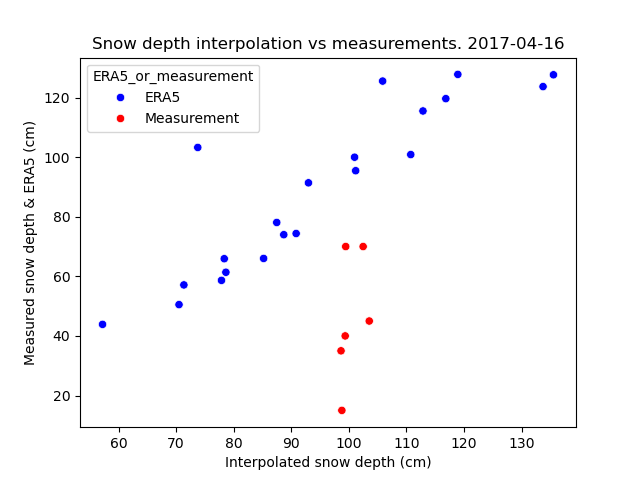 Snow depth interpolation vs measurements. 2017-04-16
ERA5_or_measurement
ERA5
Measurement
120
100
80
60
40
20
Measured snow depth & ERA5 (cm)
60 70 80 90 100 110 120 130
Interpolated snow depth (cm)